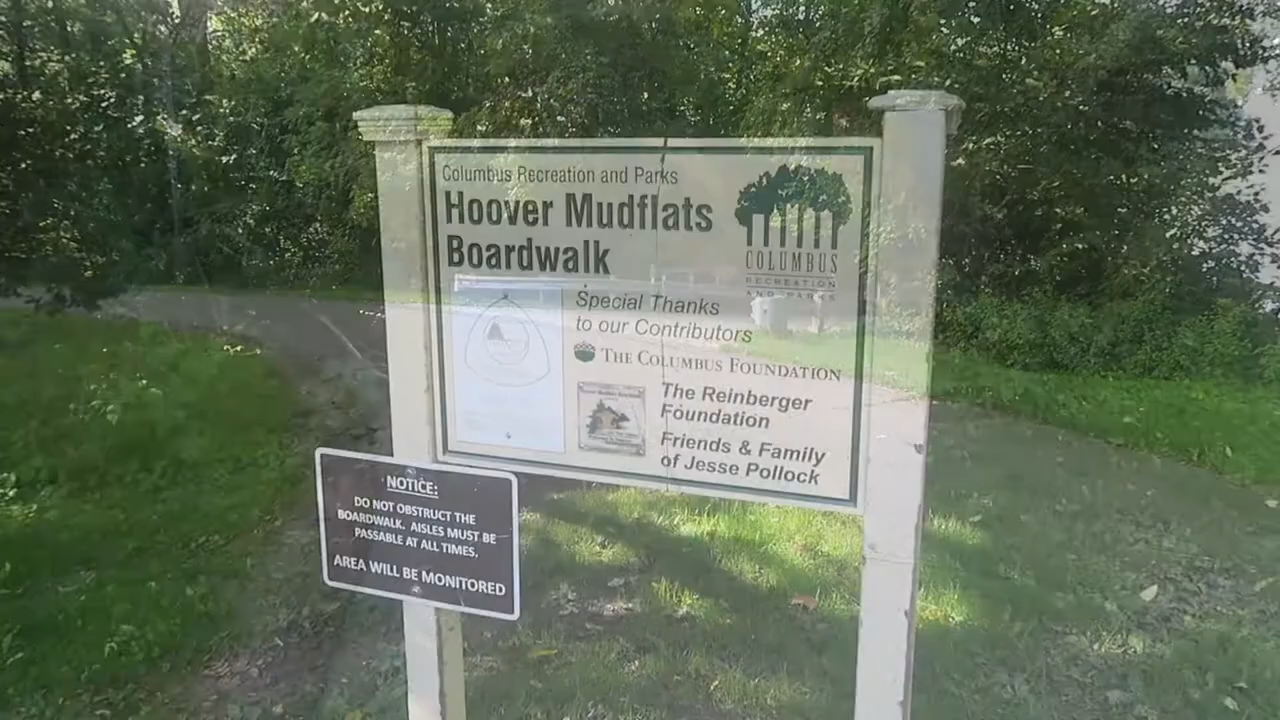 Columbus Recreation and Parks
Hoover Mudflats
Boardwalk
COLUMBUS
RECREATION
AND PARKS
Special Thanks
to our Contributors
THE COLUMBUS FOUNDATION
The Reinberger
Foundation
Friends & Family
of Jesse Pollock
NOTICE:
DO NOT OBSTRUCT THE
BOARDWALK. AISLES MUST BE
PASSABLE AT ALL TIMES.
AREA WILL BE MONITORED